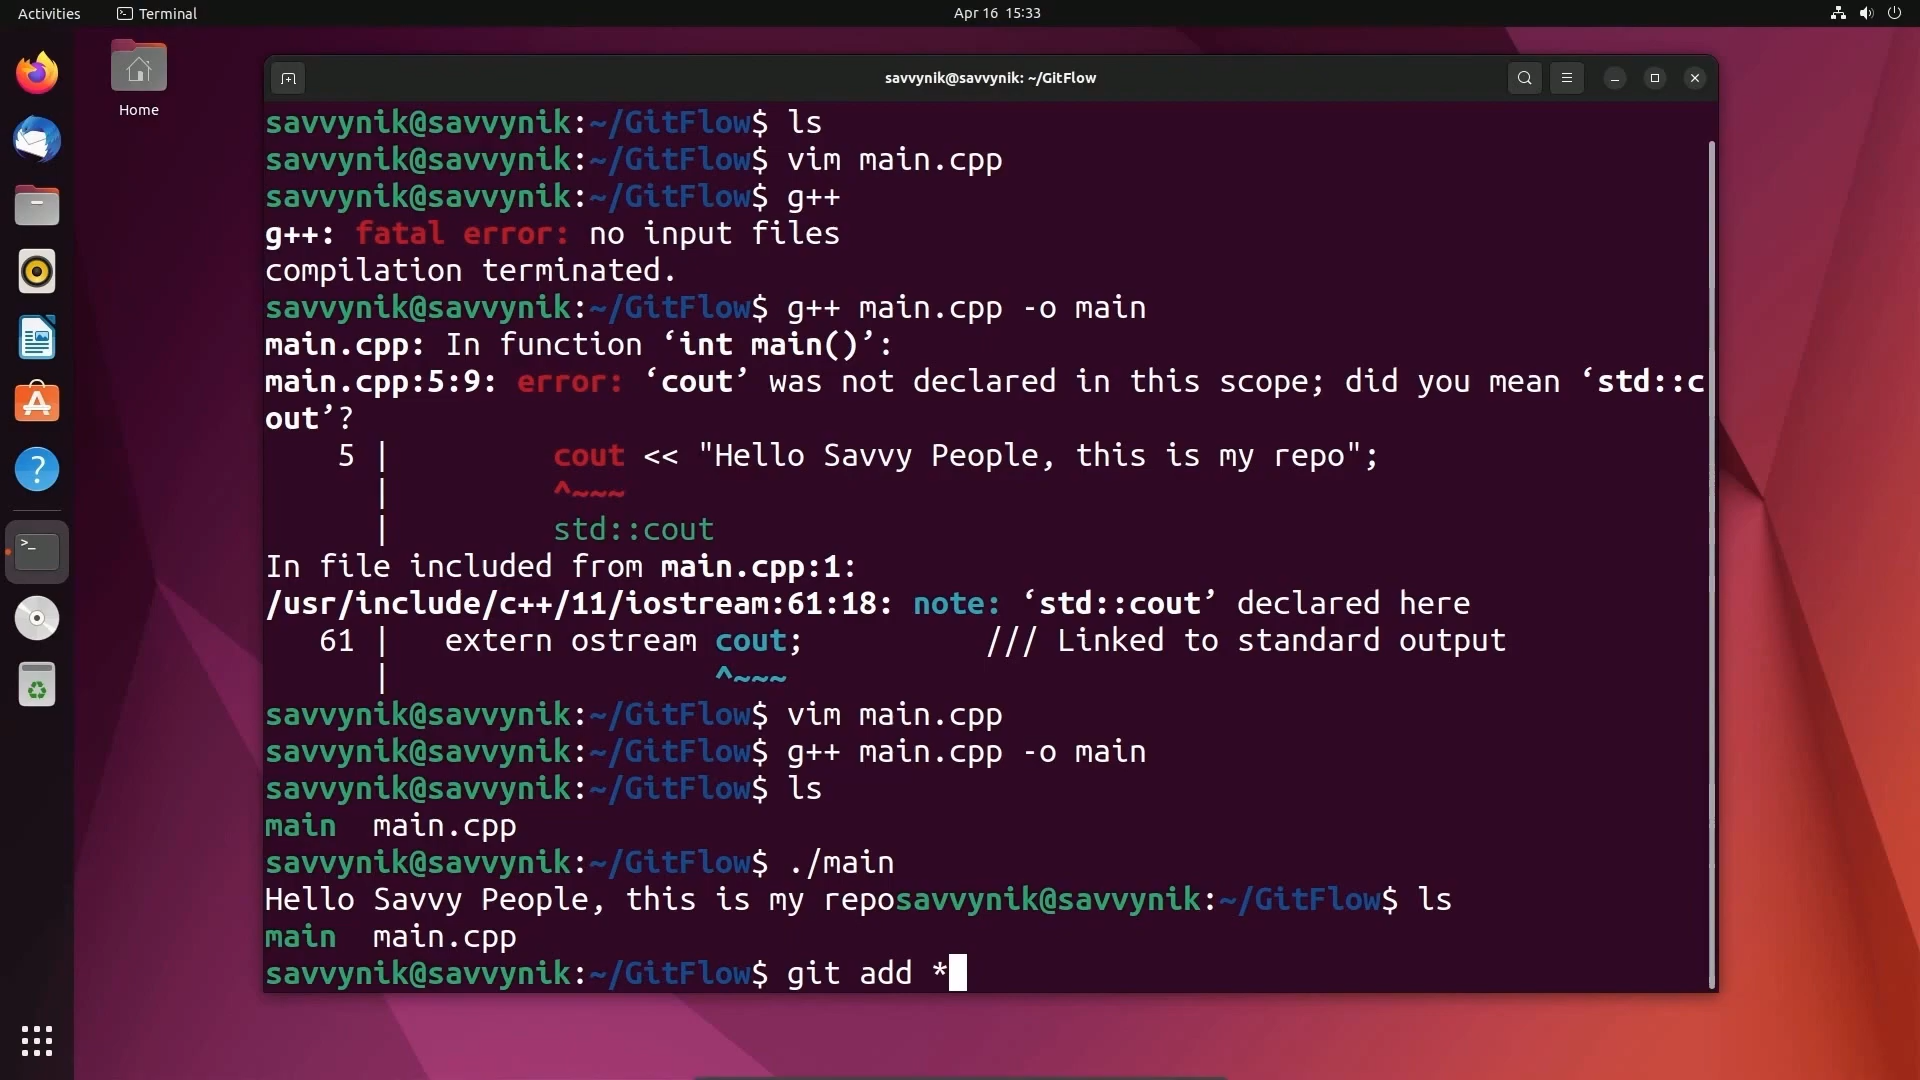 Activities Terminal Apr 16 15:33
Home
savvynik@savvynik: ~/GitFlow
savvynik@savvynik:~/GitFlow$ ls
savvynik@savvynik:~/GitFlow$ vim main.cpp
savvynik@savvynik:~/GitFlow$ g++
g++: fatal error: no input files
compilation terminated.
savvynik@savvynik:~/GitFlow$ g++ main.cpp -o main
main.cpp: In function ‘int main()’:
main.cpp:5:9: error: ‘cout’ was not declared in this scope; did you mean ‘std::c
out’?
    5 |         cout << "Hello Savvy People, this is my repo";
      |         ^~~~
      |         std::cout
In file included from main.cpp:1:
/usr/include/c++/11/iostream:61:18: note: ‘std::cout’ declared here
   61 |   extern ostream cout;          /// Linked to standard output
      |                  ^~~~
savvynik@savvynik:~/GitFlow$ vim main.cpp
savvynik@savvynik:~/GitFlow$ g++ main.cpp -o main
savvynik@savvynik:~/GitFlow$ ls
main  main.cpp
savvynik@savvynik:~/GitFlow$ ./main
Hello Savvy People, this is my reposavvynik@savvynik:~/GitFlow$ ls
main  main.cpp
savvynik@savvynik:~/GitFlow$ git add *